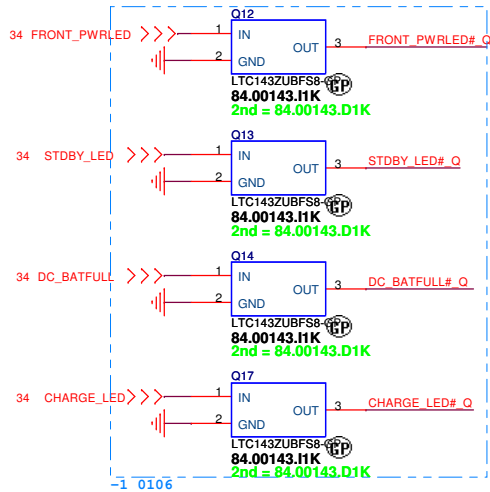 Q12
34 FRONT_PWRLED 1 IN OUT 3 FRONT_PWRLED#_Q
2 GND
LTC143ZUBFS8-GP GP
84.00143.I1K
2nd = 84.00143.D1K
Q13
34 STDBY_LED 1 IN OUT 3 STDBY_LED#_Q
2 GND
LTC143ZUBFS8-GP GP
84.00143.I1K
2nd = 84.00143.D1K
Q14
34 DC_BATFULL 1 IN OUT 3 DC_BATFULL#_Q
2 GND
LTC143ZUBFS8-GP GP
84.00143.I1K
2nd = 84.00143.D1K
Q17
34 CHARGE_LED 1 IN OUT 3 CHARGE_LED#_Q
2 GND
LTC143ZUBFS8-GP GP
84.00143.I1K
2nd = 84.00143.D1K
-1 0106